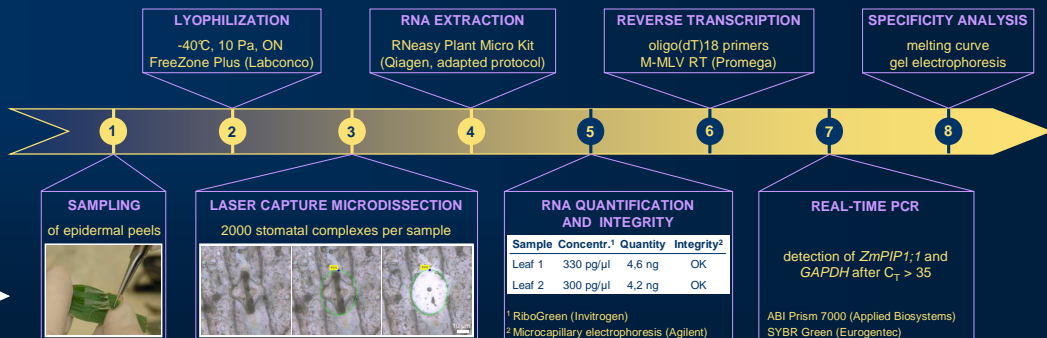 LYOPHILIZATION
-40°C, 10 Pa, ON
FreeZone Plus (Labconco)
RNA EXTRACTION
RNeasy Plant Micro Kit
(Qiagen, adapted protocol)
REVERSE TRANSCRIPTION
oligo(dT)18 primers
M-MLV RT (Promega)
SPECIFICITY ANALYSIS
melting curve
gel electrophoresis
1 2 3 4 5 6 7 8
SAMPLING
of epidermal peels
LASER CAPTURE MICRODISSECTION
2000 stomatal complexes per sample
10 µm
RNA QUANTIFICATION
AND INTEGRITY
Sample Concentr.¹ Quantity Integrity²
Leaf 1 330 pg/µl 4,6 ng OK
Leaf 2 300 pg/µl 4,2 ng OK
¹ RiboGreen (Invitrogen)
² Microcapillary electrophoresis (Agilent)
REAL-TIME PCR
detection of ZmPIP1;1 and
GAPDH after CT > 35
ABI Prism 7000 (Applied Biosystems)
SYBR Green (Eurogentec)